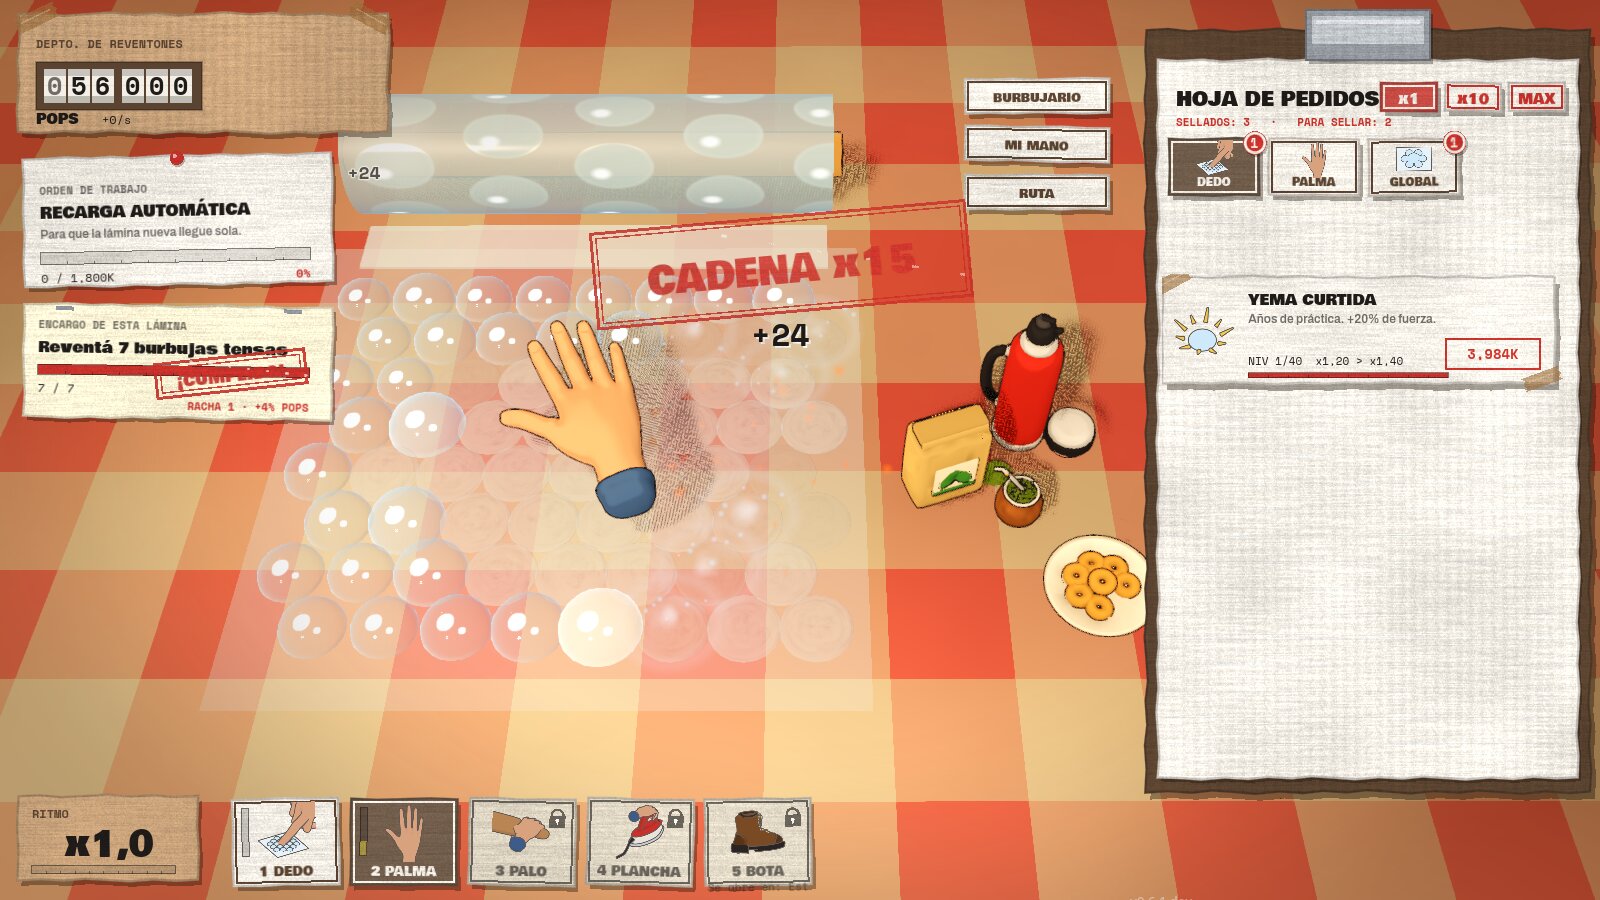 DEPTO. DE REVENTONES
056000
POPS +0/s
ORDEN DE TRABAJO
RECARGA AUTOMÁTICA
Para que la lámina nueva llegue sola.
0 / 1.800K
0%
ENCARGO DE ESTA LÁMINA
Reventá 7 burbujas tensas
7 / 7
RACHA 1 · +4% POPS
+24
CADENA x15
+24
BURBUJARIO
MI MANO
RUTA
HOJA DE PEDIDOS
x1
x10
MAX
SELLADOS: 3 · PARA SELLAR: 2
DEDO
1
PALMA
GLOBAL
1
YEMA CURTIDA
Años de práctica. +20% de fuerza.
NIV 1/40 x1,20 > x1,40
3.984K
RITMO
x1,0
1 DEDO
2 PALMA
3 PALO
4 PLANCHA
5 BOTA